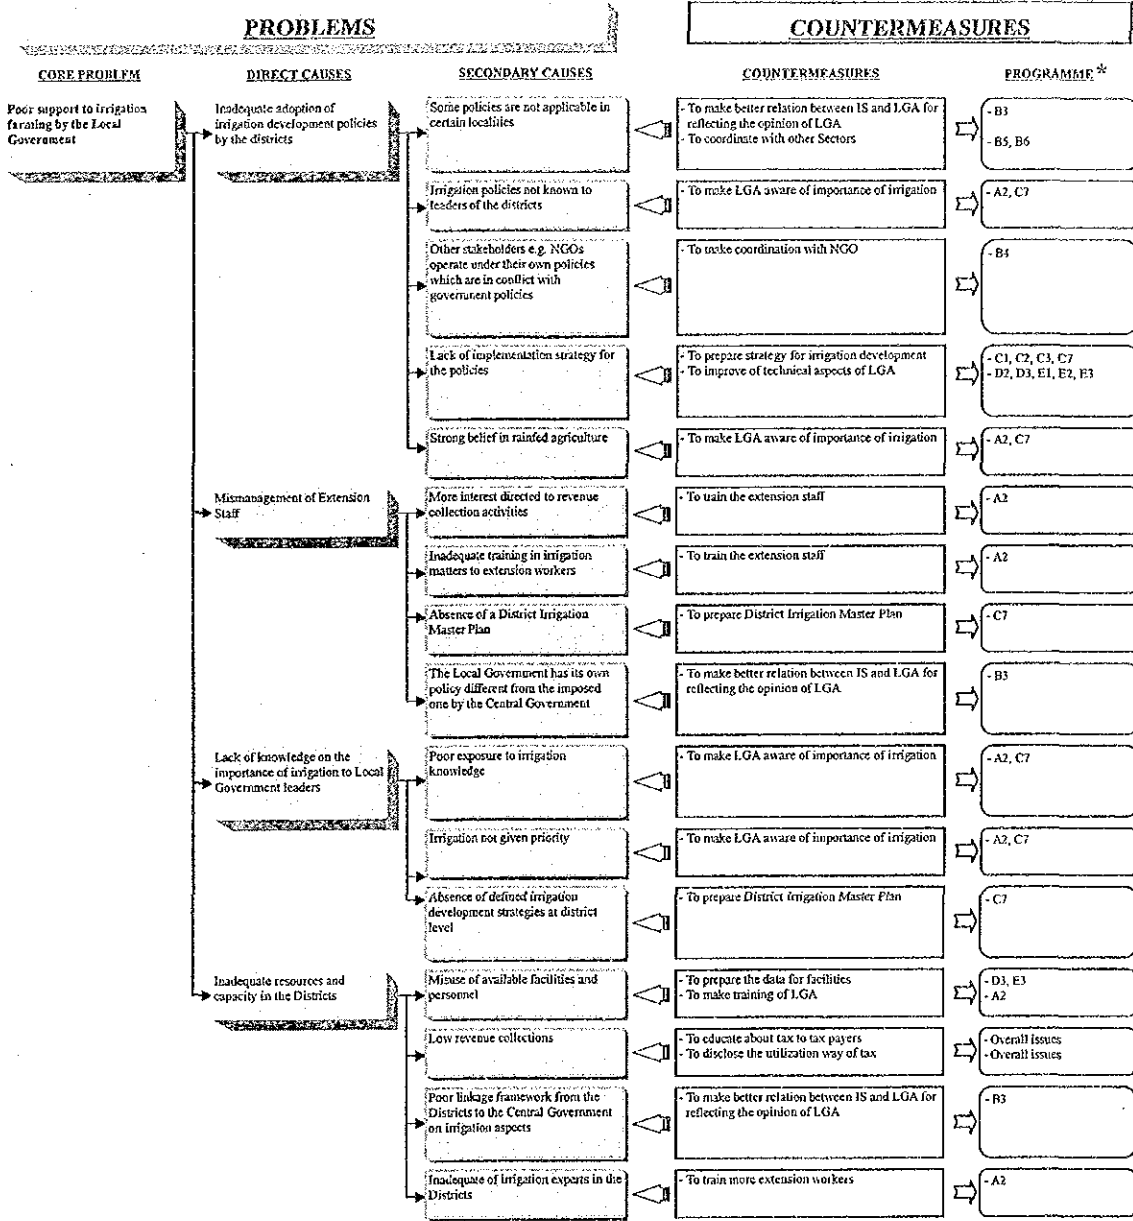 PROBLEMS
COUNTERMEASURES
CORE PROBLEM
DIRECT CAUSES
SECONDARY CAUSES
COUNTERMEASURES
PROGRAMME *
Poor support to irrigation
farming by the Local
Government
Inadequate adoption of
irrigation development policies
by the districts
Some policies are not applicable in
certain localities
- To make better relation between IS and LGA for
reflecting the opinion of LGA
- To coordinate with other Sectors
- B3
- B5, B6
Irrigation policies not known to
leaders of the districts
- To make LGA aware of importance of irrigation
- A2, C7
Other stakeholders e.g. NGOs
operate under their own policies
which are in conflict with
government policies
- To make coordination with NGO
- B4
Lack of implementation strategy for
the policies
- To prepare strategy for irrigation development
- To improve of technical aspects of LGA
- C1, C2, C3, C7
- D2, D3, E1, E2, E3
Strong belief in rainfed agriculture
- To make LGA aware of importance of irrigation
- A2, C7
Mismanagement of Extension
Staff
More interest directed to revenue
collection activities
- To train the extension staff
- A2
Inadequate training in irrigation
matters to extension workers
- To train the extension staff
- A2
Absence of a District Irrigation
Master Plan
- To prepare District Irrigation Master Plan
- C7
The Local Government has its own
policy different from the imposed
one by the Central Government
- To make better relation between IS and LGA for
reflecting the opinion of LGA
- B3
Lack of knowledge on the
importance of irrigation to Local
Government leaders
Poor exposure to irrigation
knowledge
- To make LGA aware of importance of irrigation
- A2, C7
Irrigation not given priority
- To make LGA aware of importance of irrigation
- A2, C7
Absence of defined irrigation
development strategies at district
level
- To prepare District Irrigation Master Plan
- C7
Inadequate resources and
capacity in the Districts
Misuse of available facilities and
personnel
- To prepare the data for facilities
- To make training of LGA
- D3, E3
- A2
Low revenue collections
- To educate about tax to tax payers
- To disclose the utilization way of tax
- Overall issues
- Overall issues
Poor linkage framework from the
Districts to the Central Government
on irrigation aspects
- To make better relation between IS and LGA for
reflecting the opinion of LGA
- B3
Inadequate of irrigation experts in the
Districts
- To train more extension workers
- A2